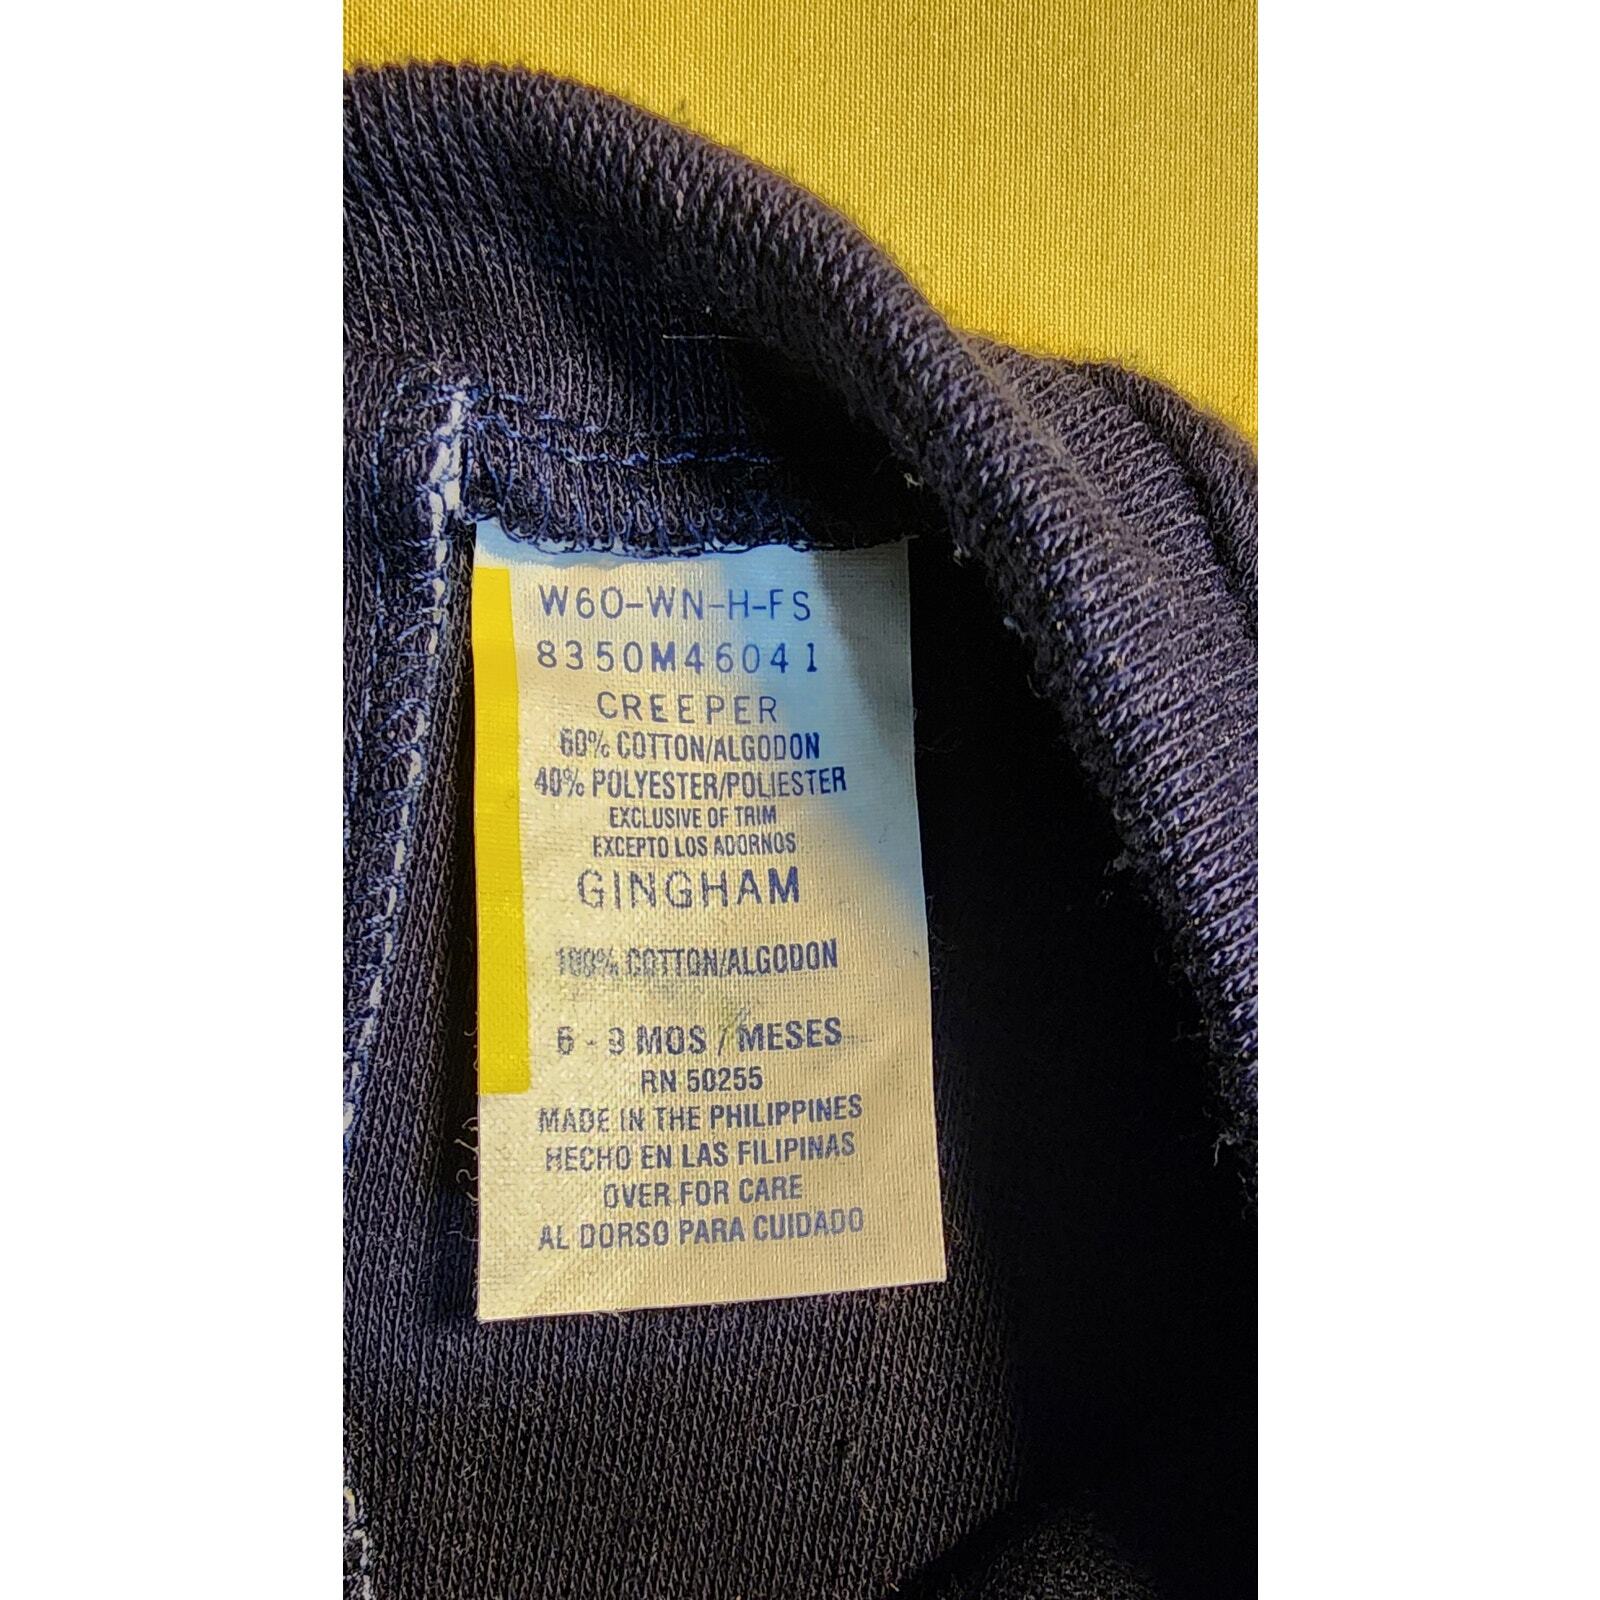 W60-WN-H-FS
8350M46041
CREEPER
60% COTTON/ALGODON
40% POLYESTER/POLIESTER
EXCLUSIVE OF TRIM
EXCEPTO LOS ADORNOS
GINGHAM
100% COTTON/ALGODON
6 - 9 MOS / MESES
RN 50255
MADE IN THE PHILIPPINES
HECHO EN LAS FILIPINAS
OVER FOR CARE
AL DORSO PARA CUIDADO